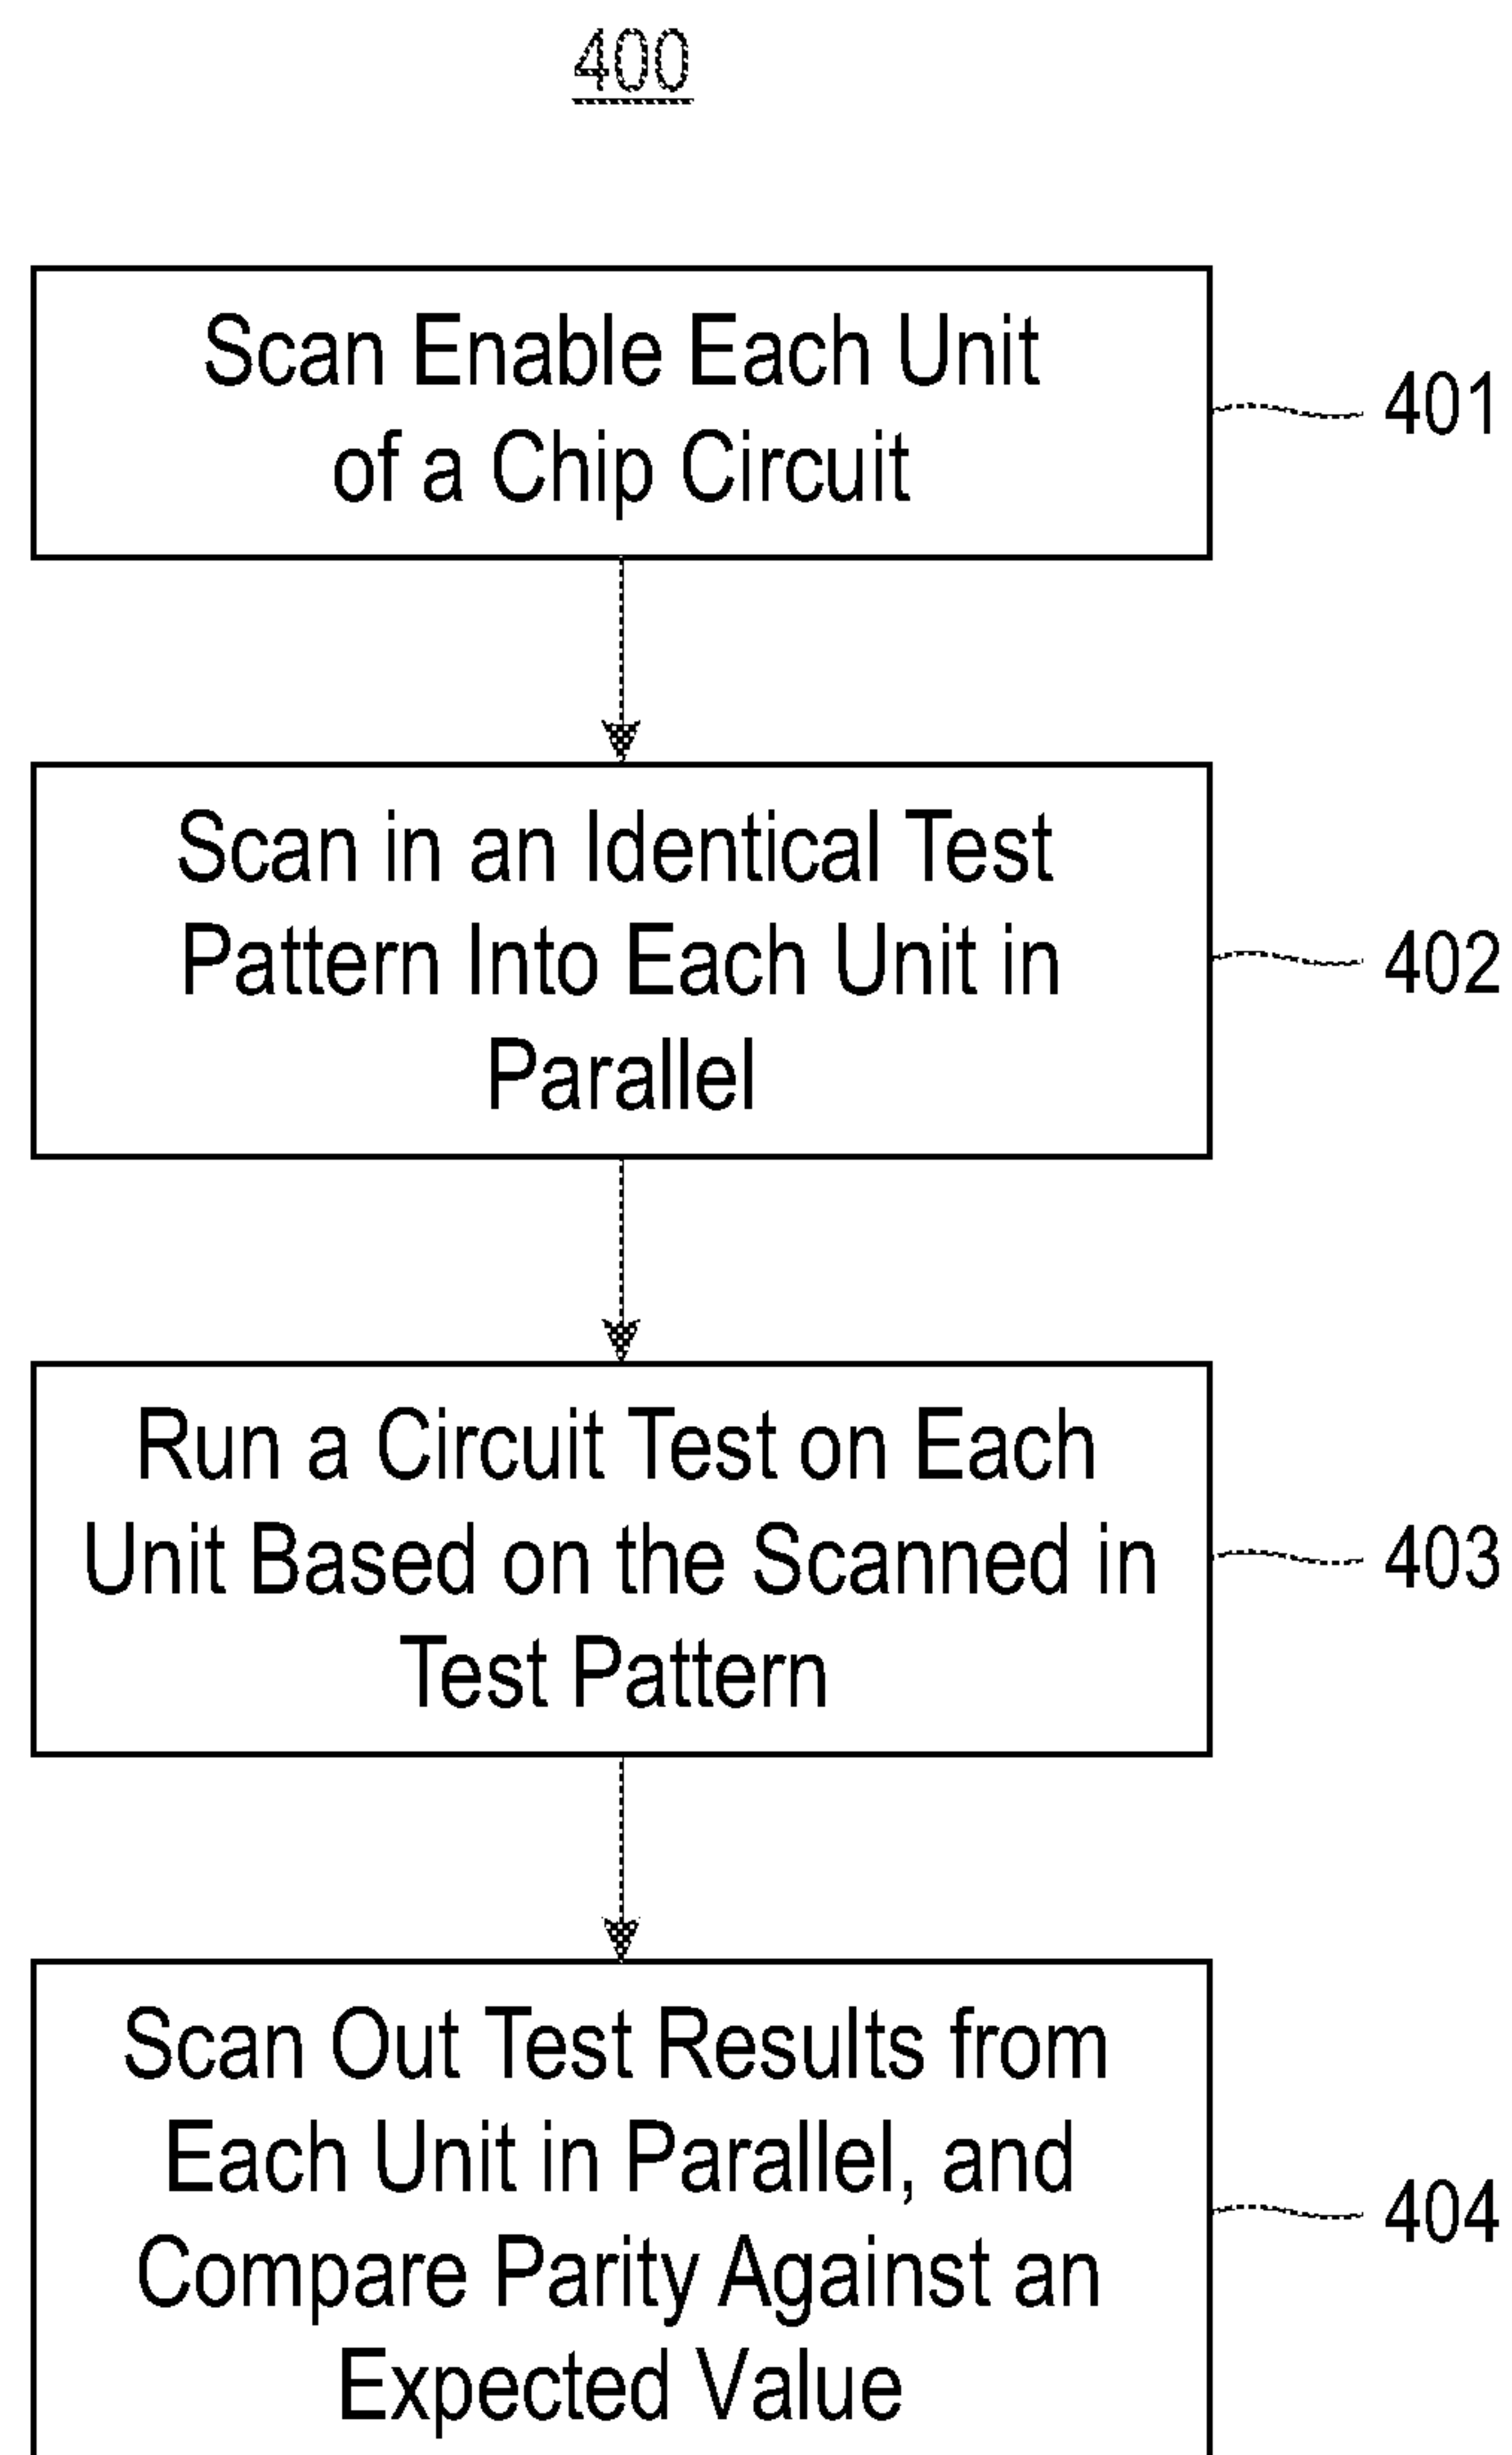 400
Scan Enable Each Unit
of a Chip Circuit
401
Scan in an Identical Test
Pattern Into Each Unit in
Parallel
402
Run a Circuit Test on Each
Unit Based on the Scanned in
Test Pattern
403
Scan Out Test Results from
Each Unit in Parallel, and
Compare Parity Against an
Expected Value
404